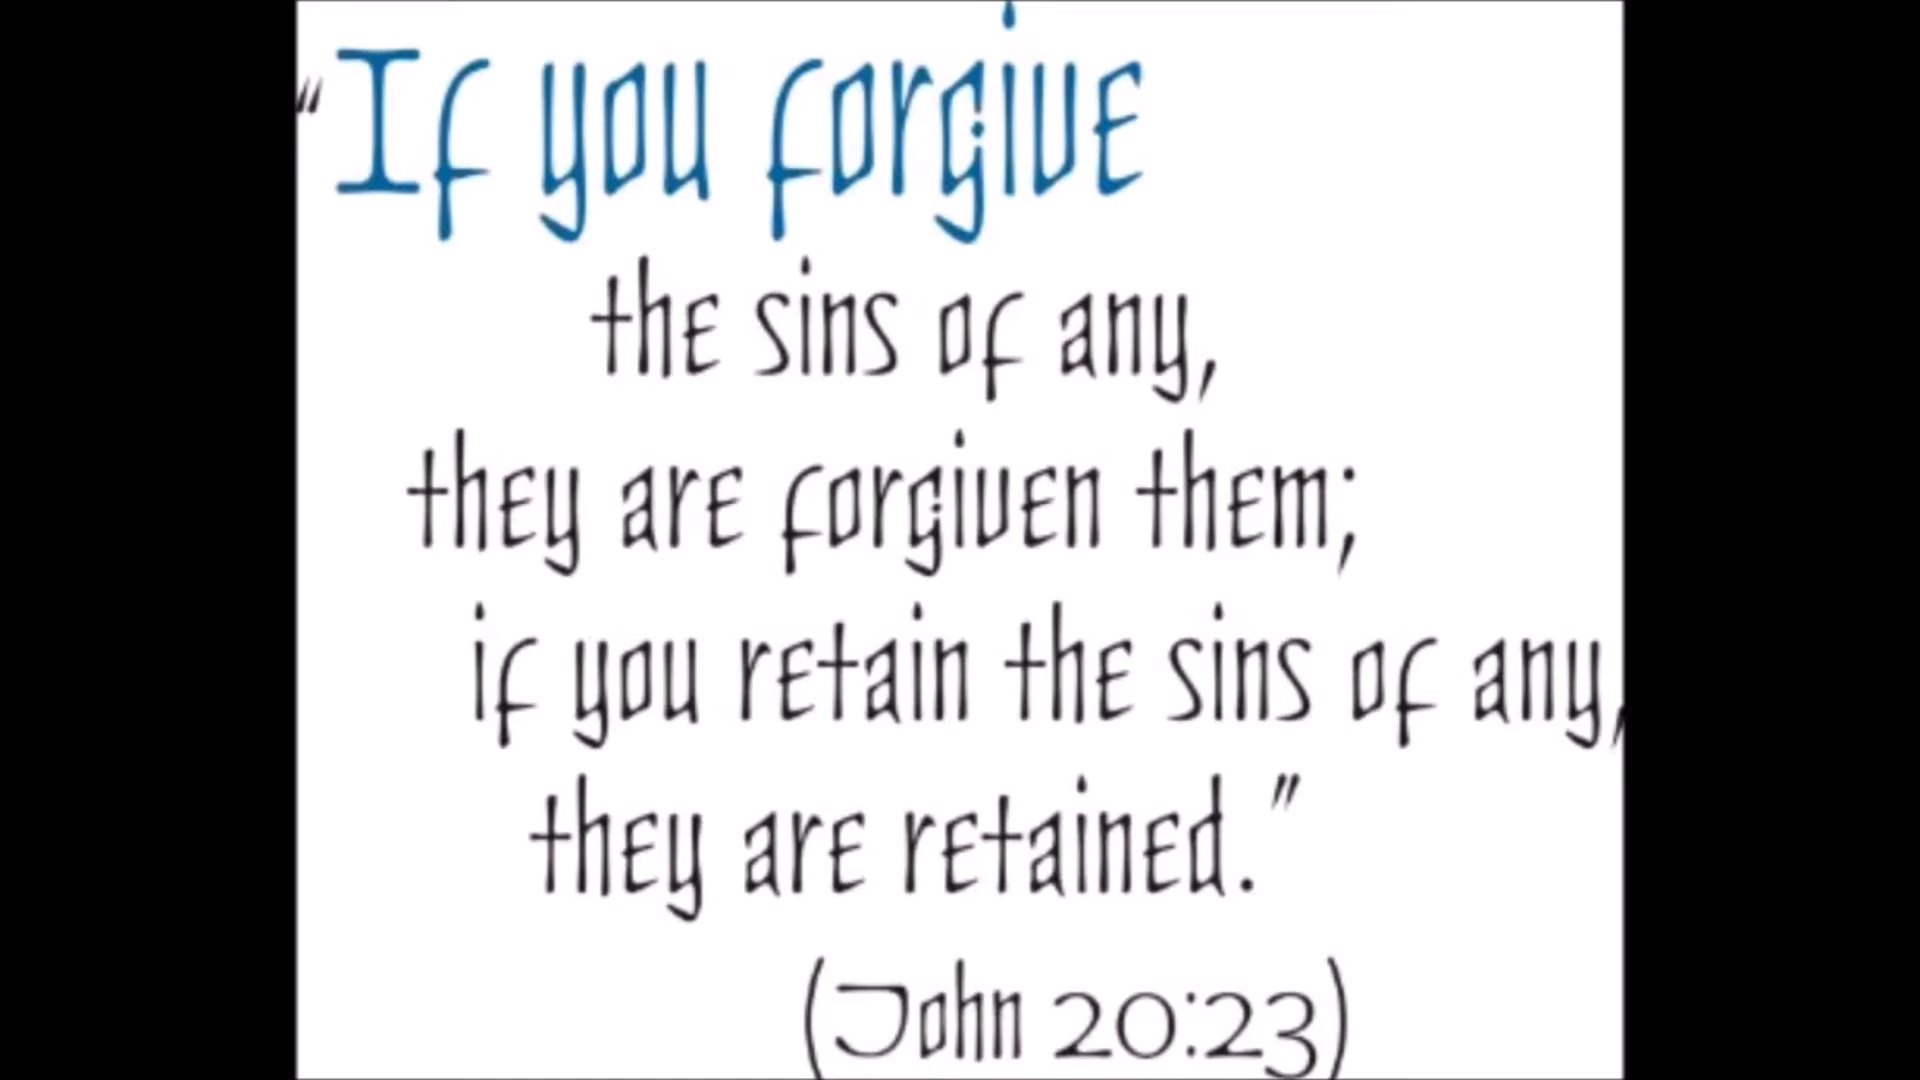 "If you forgive
the sins of any,
they are forgiven them;
if you retain the sins of any,
they are retained."
(John 20:23)